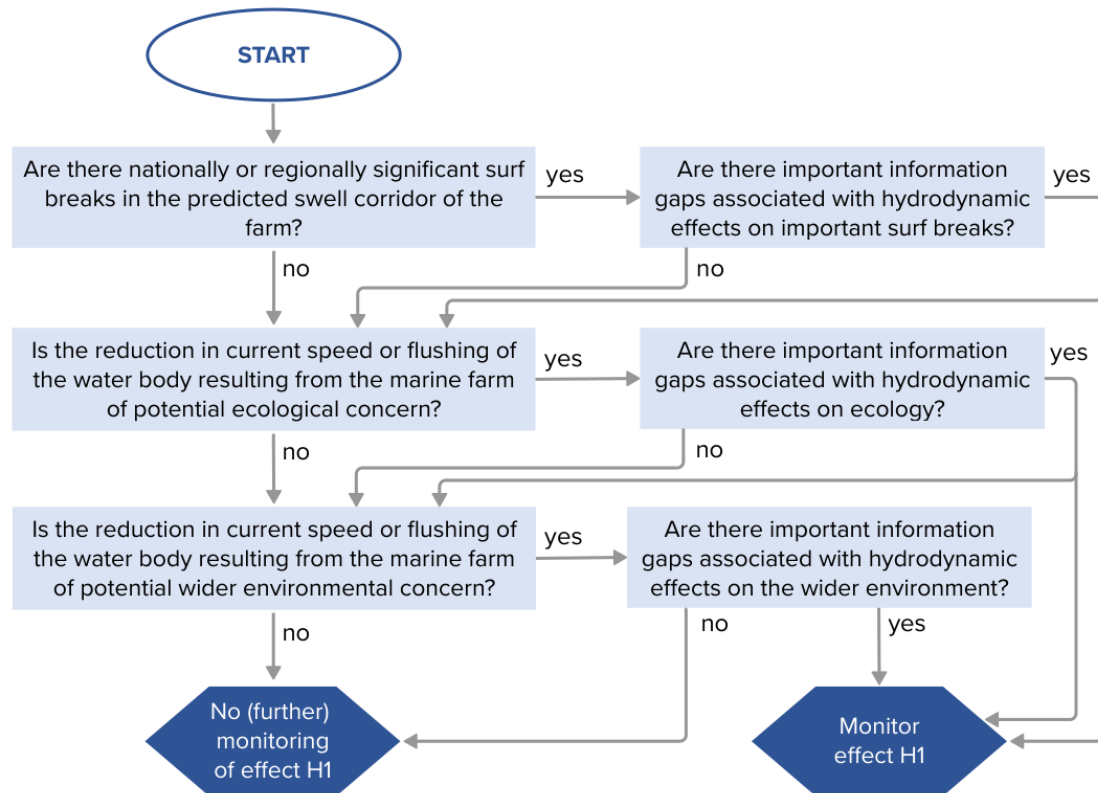 START
Are there nationally or regionally significant surf
breaks in the predicted swell corridor of the
farm?
yes
Are there important information
gaps associated with hydrodynamic
effects on important surf breaks?
yes
no
no
Is the reduction in current speed or flushing of
the water body resulting from the marine farm
of potential ecological concern?
yes
Are there important information
gaps associated with hydrodynamic
effects on ecology?
yes
no
no
Is the reduction in current speed or flushing of
the water body resulting from the marine farm
of potential wider environmental concern?
yes
Are there important information
gaps associated with hydrodynamic
effects on the wider environment?
no
no
yes
No (further)
monitoring
of effect H1
Monitor
effect H1